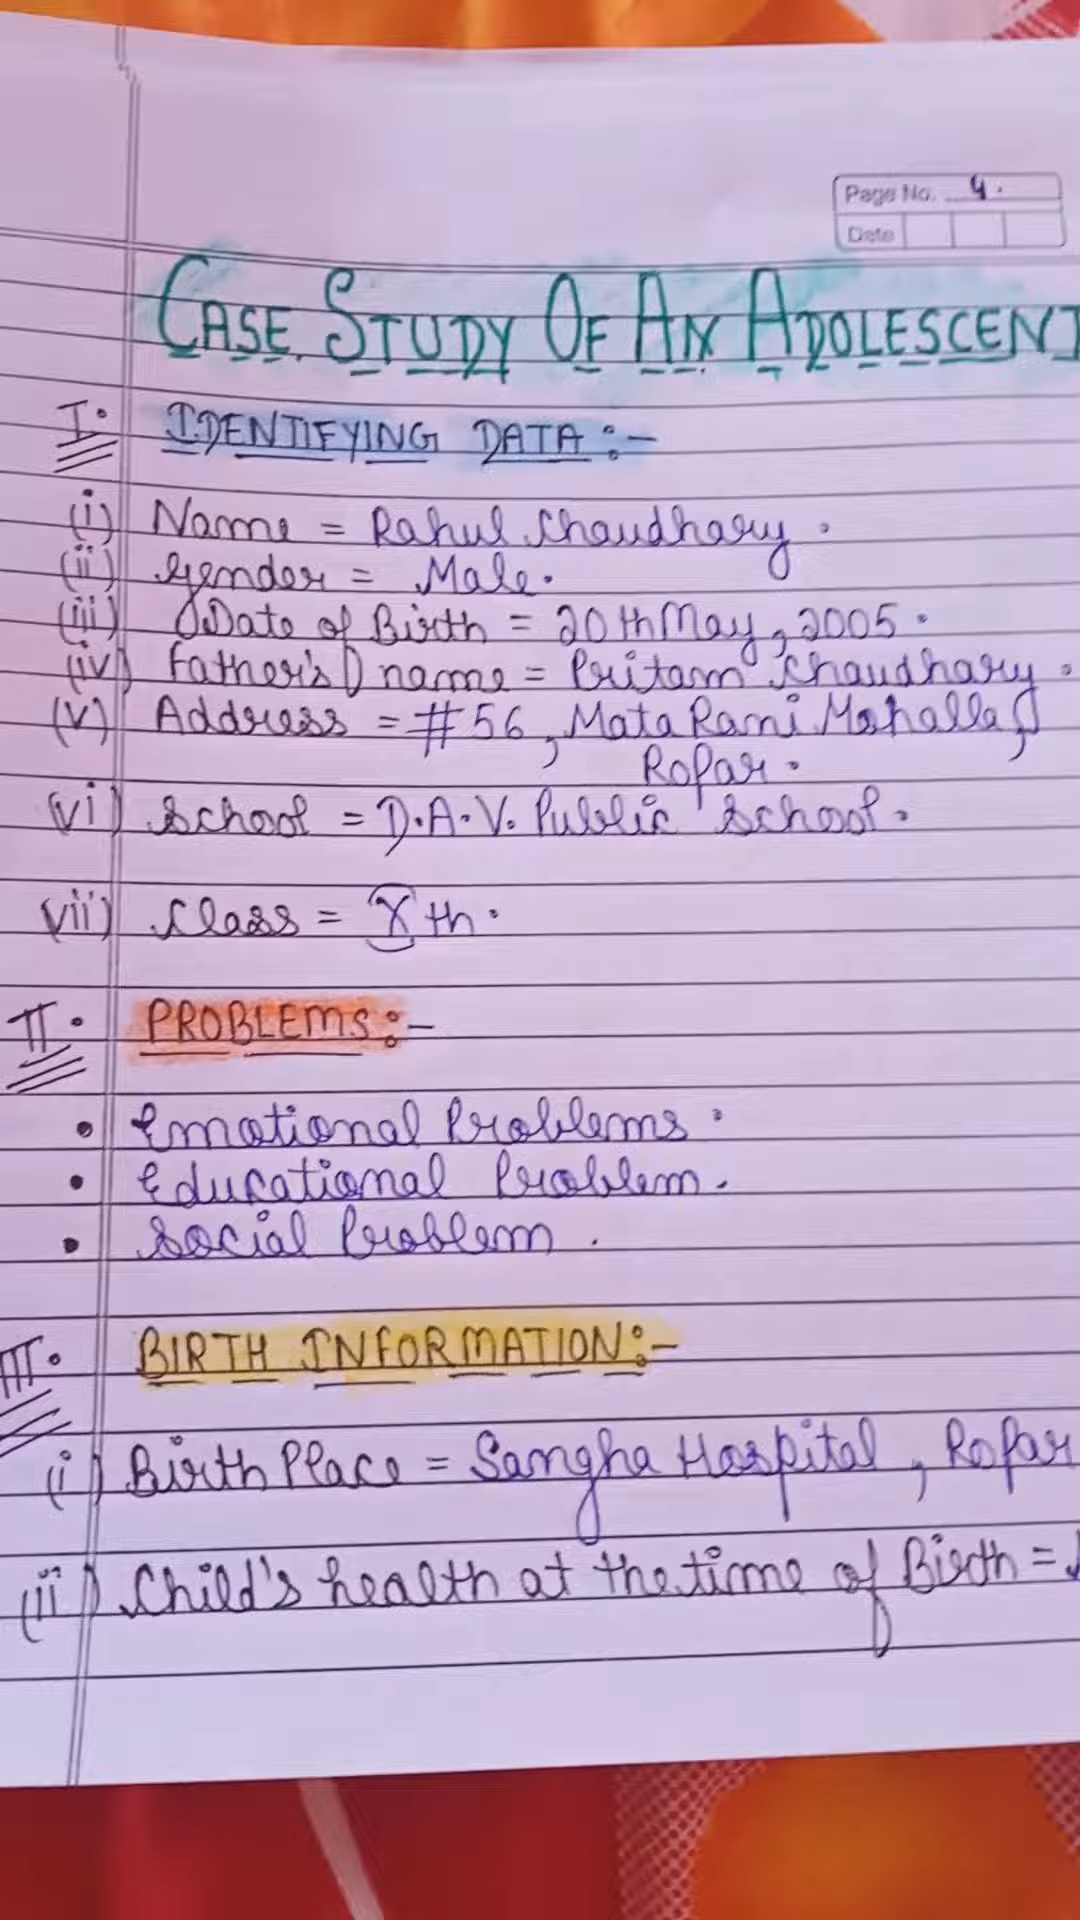 Page No. 4.
Date
CASE STUDY OF AN ADOLESCENT
I. IDENTIFYING DATA :-
(i) Name = Rahul Chaudhary.
(ii) Gender = Male.
(iii) Date of Birth = 20th May, 2005.
(iv) Father's name = Pritam Chaudhary.
(v) Address = #56, Mata Rani Mohalla,
Ropar.
(vi) School = D.A.V. Public School.
(vii) Class = Xth.
II. PROBLEMS :-
• Emotional Problems.
• Educational Problem.
• Social Problem.
III. BIRTH INFORMATION :-
(i) Birth Place = Sangha Hospital, Ropar
(ii) Child's health at the time of Birth =